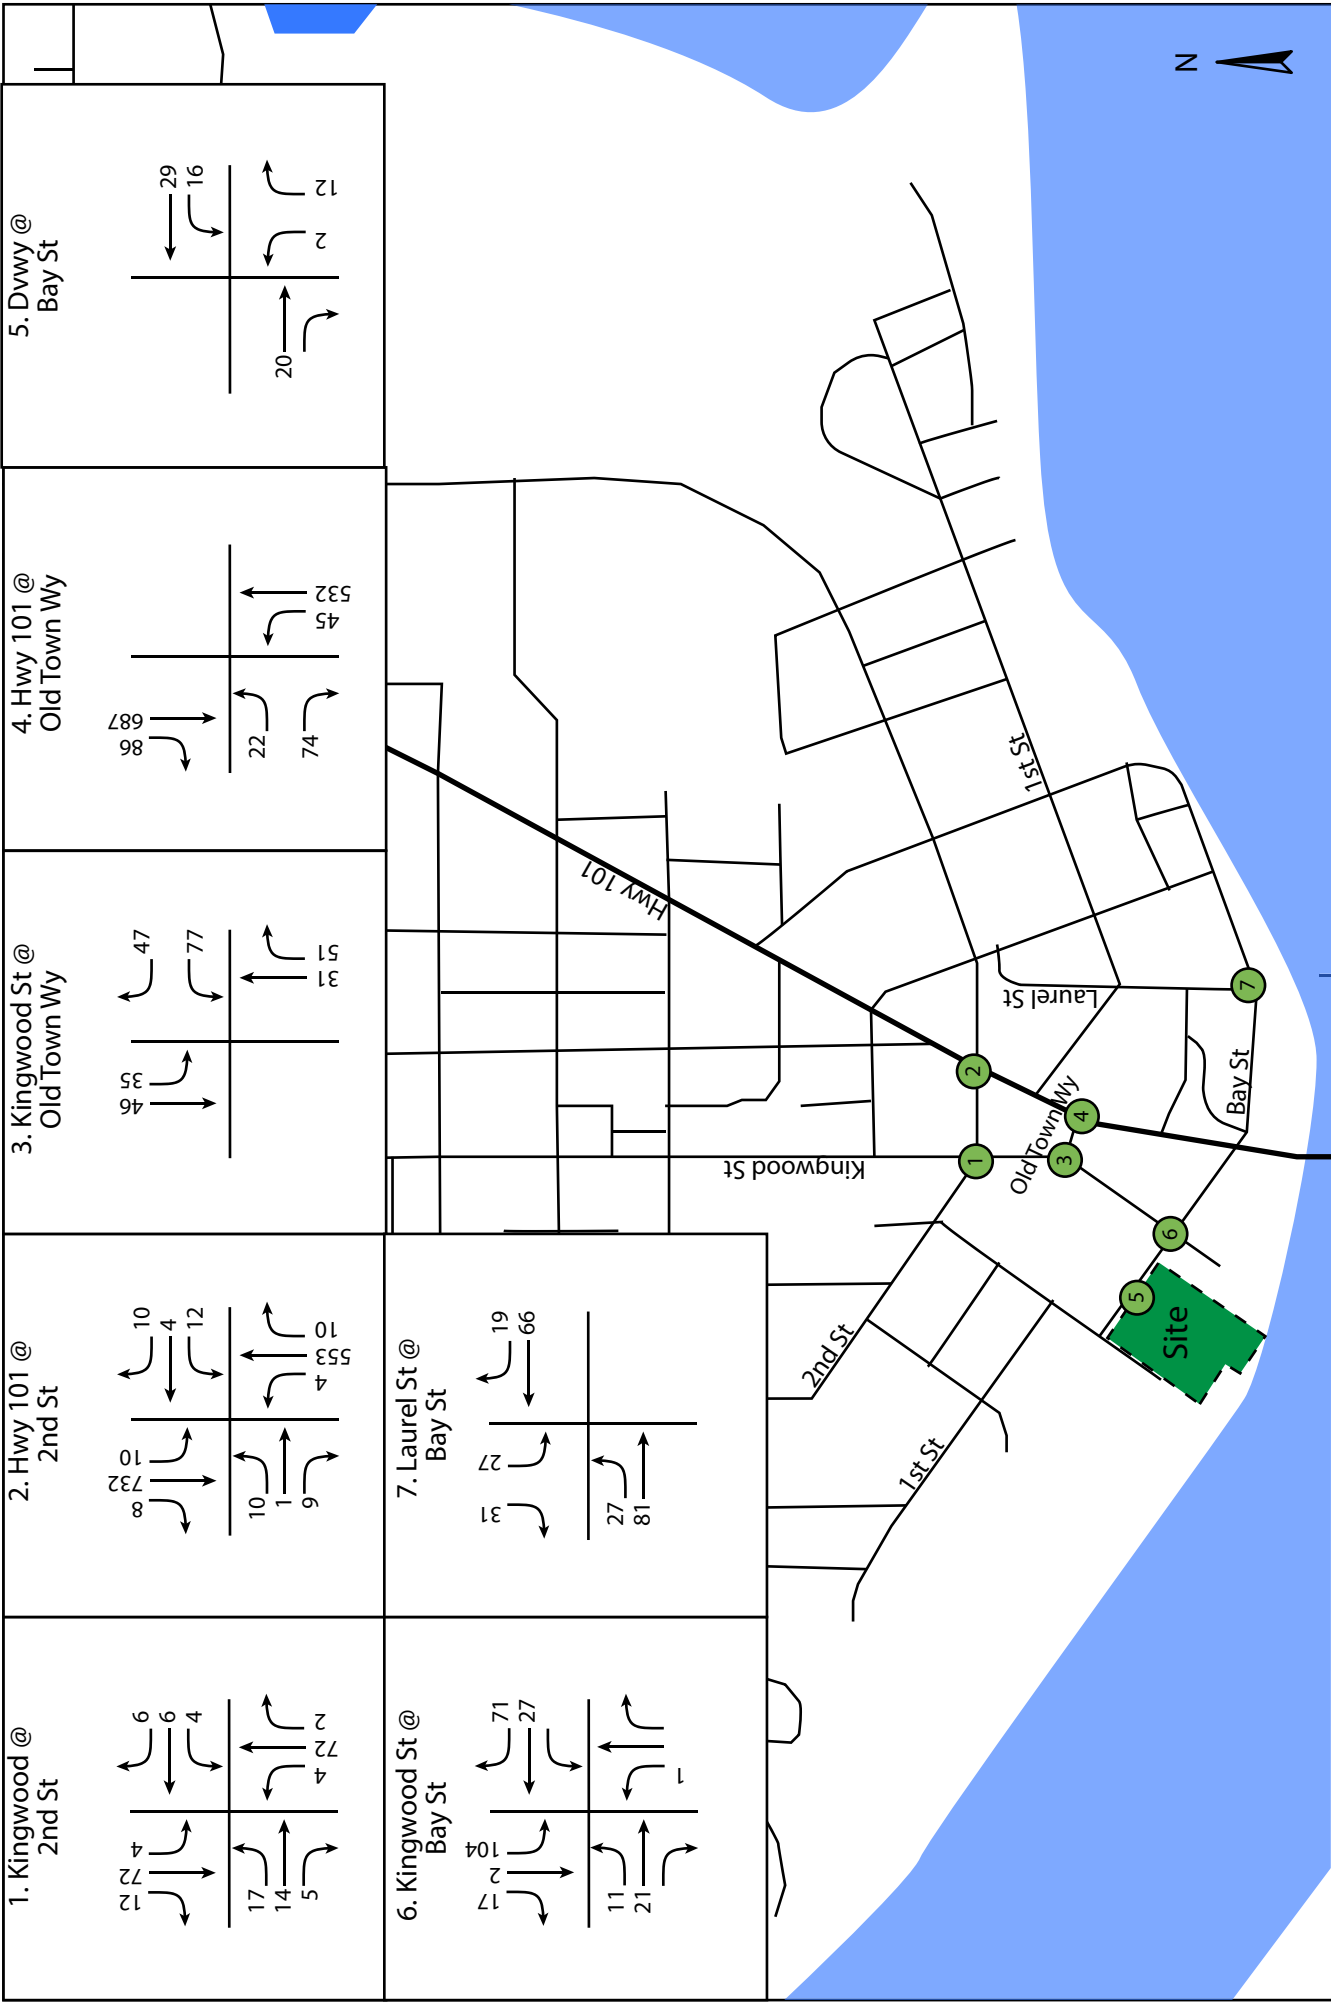 1. Kingwood @
2nd St
12
72
4
6
6
4
17
14
5
4
72
2
2. Hwy 101 @
2nd St
8
732
10
10
4
12
10
1
9
4
553
10
3. Kingwood St @
Old Town Wy
46
35
47
77
31
51
4. Hwy 101 @
Old Town Wy
86
687
22
74
45
532
5. Dvwy @
Bay St
29
16
20
2
12
6. Kingwood St @
Bay St
17
2
104
71
27
11
21
1
7. Laurel St @
Bay St
31
27
19
66
27
81
Hwy 101
Kingwood St
2nd St
1st St
1
2
Laurel St
1st St
Old Town Wy
3
4
5
6
7
Site
Bay St
N